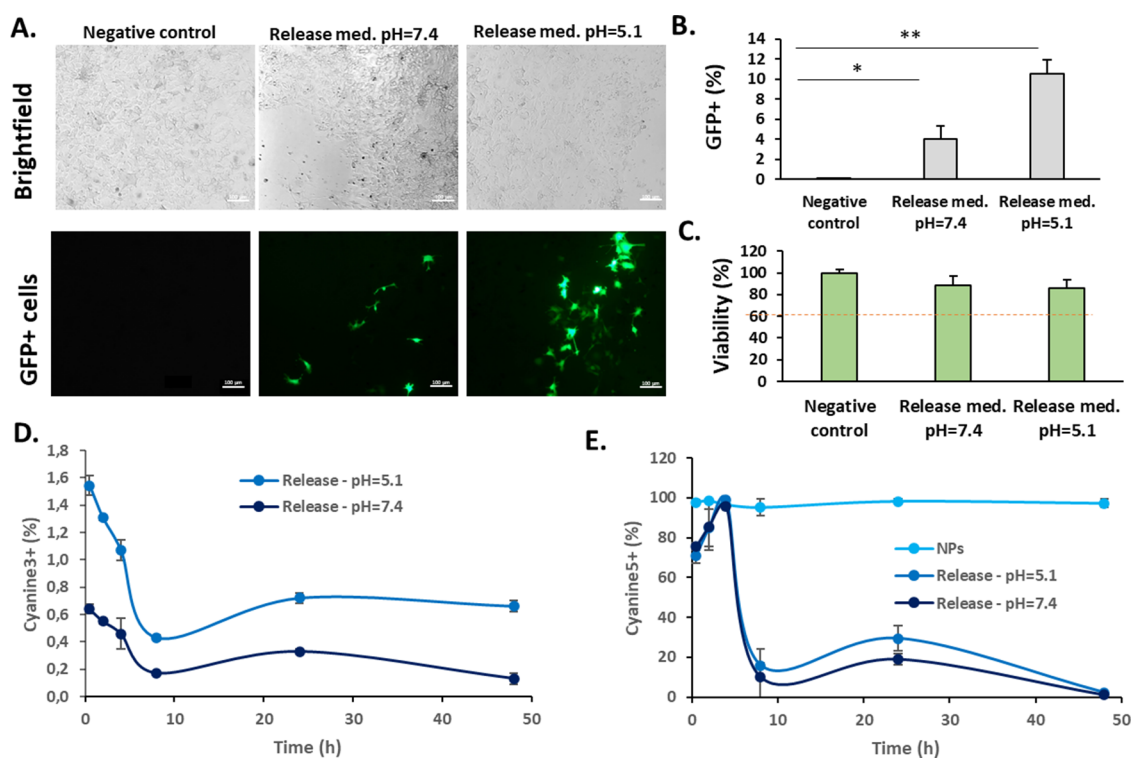 A.
Negative control
Release med. pH=7.4
Release med. pH=5.1
Brightfield
100 µm
100 µm
100 µm
GFP+ cells
100 µm
100 µm
100 µm
B.
GFP+ (%)
14
12
10
8
6
4
2
0
**
*
Negative control
Release med. pH=7.4
Release med. pH=5.1
C.
Viability (%)
120
100
80
60
40
20
0
Negative control
Release med. pH=7.4
Release med. pH=5.1
D.
Cyanine3+ (%)
1,8
1,6
1,4
1,2
1,0
0,8
0,6
0,4
0,2
0,0
Release - pH=5.1
Release - pH=7.4
0 10 20 30 40 50
Time (h)
E.
Cyanine5+ (%)
120
100
80
60
40
20
0
NPs
Release - pH=5.1
Release - pH=7.4
0 10 20 30 40 50
Time (h)